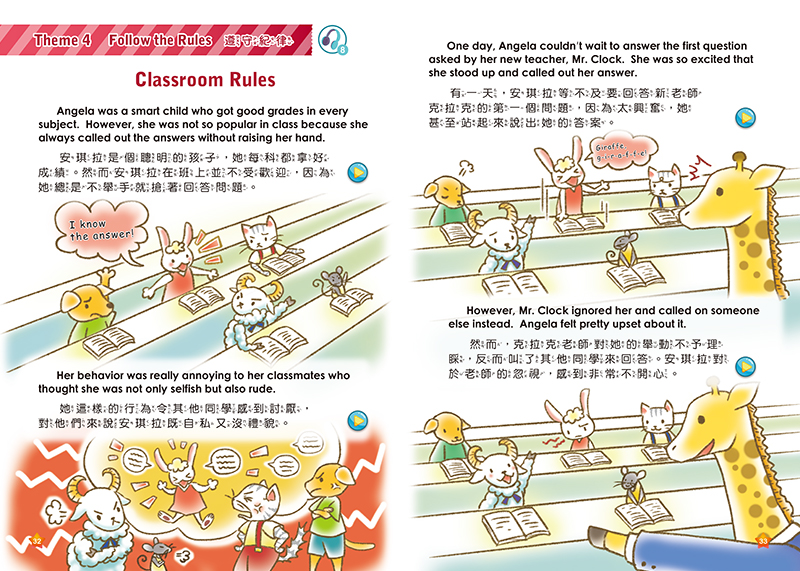 Theme 4 Follow the Rules 遵守紀律
8
Classroom Rules
Angela was a smart child who got good grades in every
subject. However, she was not so popular in class because she
always called out the answers without raising her hand.
安琪拉是個聰明的孩子，她每科都拿好
成績。然而安琪拉在班上並不受歡迎，因為
她總是不舉手就搶著回答問題。
I know
the answer!
Her behavior was really annoying to her classmates who
thought she was not only selfish but also rude.
她這樣的行為令其他同學感到討厭，
對他們來說安琪拉既自私又沒禮貌。
32
One day, Angela couldn't wait to answer the first question
asked by her new teacher, Mr. Clock. She was so excited that
she stood up and called out her answer.
有一天，安琪拉等不及要回答新老師
克拉克的第一個問題，因為太興奮，她
甚至站起來說出她的答案。
Giraffe,
g-i-r-a-f-f-e!
However, Mr. Clock ignored her and called on someone
else instead. Angela felt pretty upset about it.
然而，克拉克老師對她的舉動不予理
睬，反而叫了其他同學來回答。安琪拉對
於老師的忽視，感到非常不開心。
33